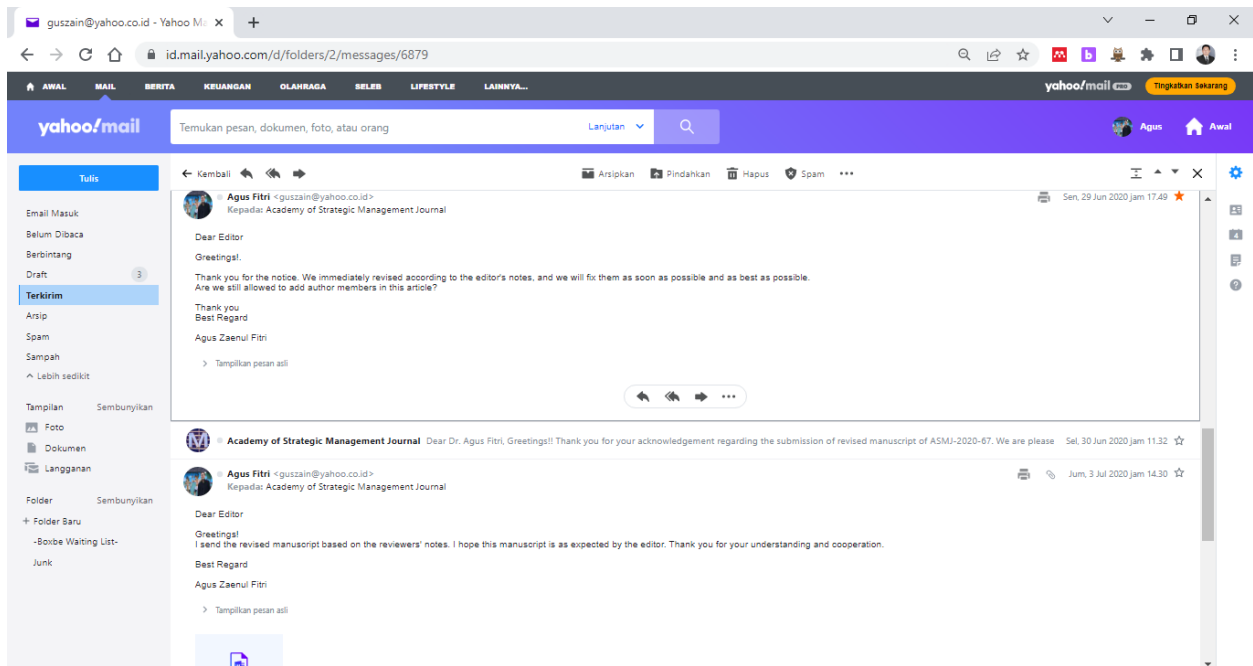 guszain@yahoo.co.id - Yahoo Ma
id.mail.yahoo.com/d/folders/2/messages/6879
AWAL MAIL BERITA KEUANGAN OLAHRAGA SELEB LIFESTYLE LAINNYA... yahoo!mail PRO Tingkatkan Sekarang
yahoo!mail Temukan pesan, dokumen, foto, atau orang Lanjutan Agus Awal
Tulis
Email Masuk
Belum Dibaca
Berbintang
Draft 3
Terkirim
Arsip
Spam
Sampah
Lebih sedikit
Tampilan Sembunyikan
Foto
Dokumen
Langganan
Folder Sembunyikan
+ Folder Baru
-Boxbe Waiting List-
Junk
Kembali Arsipkan Pindahkan Hapus Spam
Agus Fitri <guszain@yahoo.co.id> Sen, 29 Jun 2020 jam 17.49
Kepada: Academy of Strategic Management Journal
Dear Editor
Greetings!.
Thank you for the notice. We immediately revised according to the editor's notes, and we will fix them as soon as possible and as best as possible.
Are we still allowed to add author members in this article?
Thank you
Best Regard
Agus Zaenul Fitri
Tampilkan pesan asli
Academy of Strategic Management Journal Dear Dr. Agus Fitri, Greetings!! Thank you for your acknowledgement regarding the submission of revised manuscript of ASMJ-2020-67. We are please Sel, 30 Jun 2020 jam 11.32
Agus Fitri <guszain@yahoo.co.id> Jum, 3 Jul 2020 jam 14.30
Kepada: Academy of Strategic Management Journal
Dear Editor
Greetings!
I send the revised manuscript based on the reviewers' notes. I hope this manuscript is as expected by the editor. Thank you for your understanding and cooperation.
Best Regard
Agus Zaenul Fitri
Tampilkan pesan asli